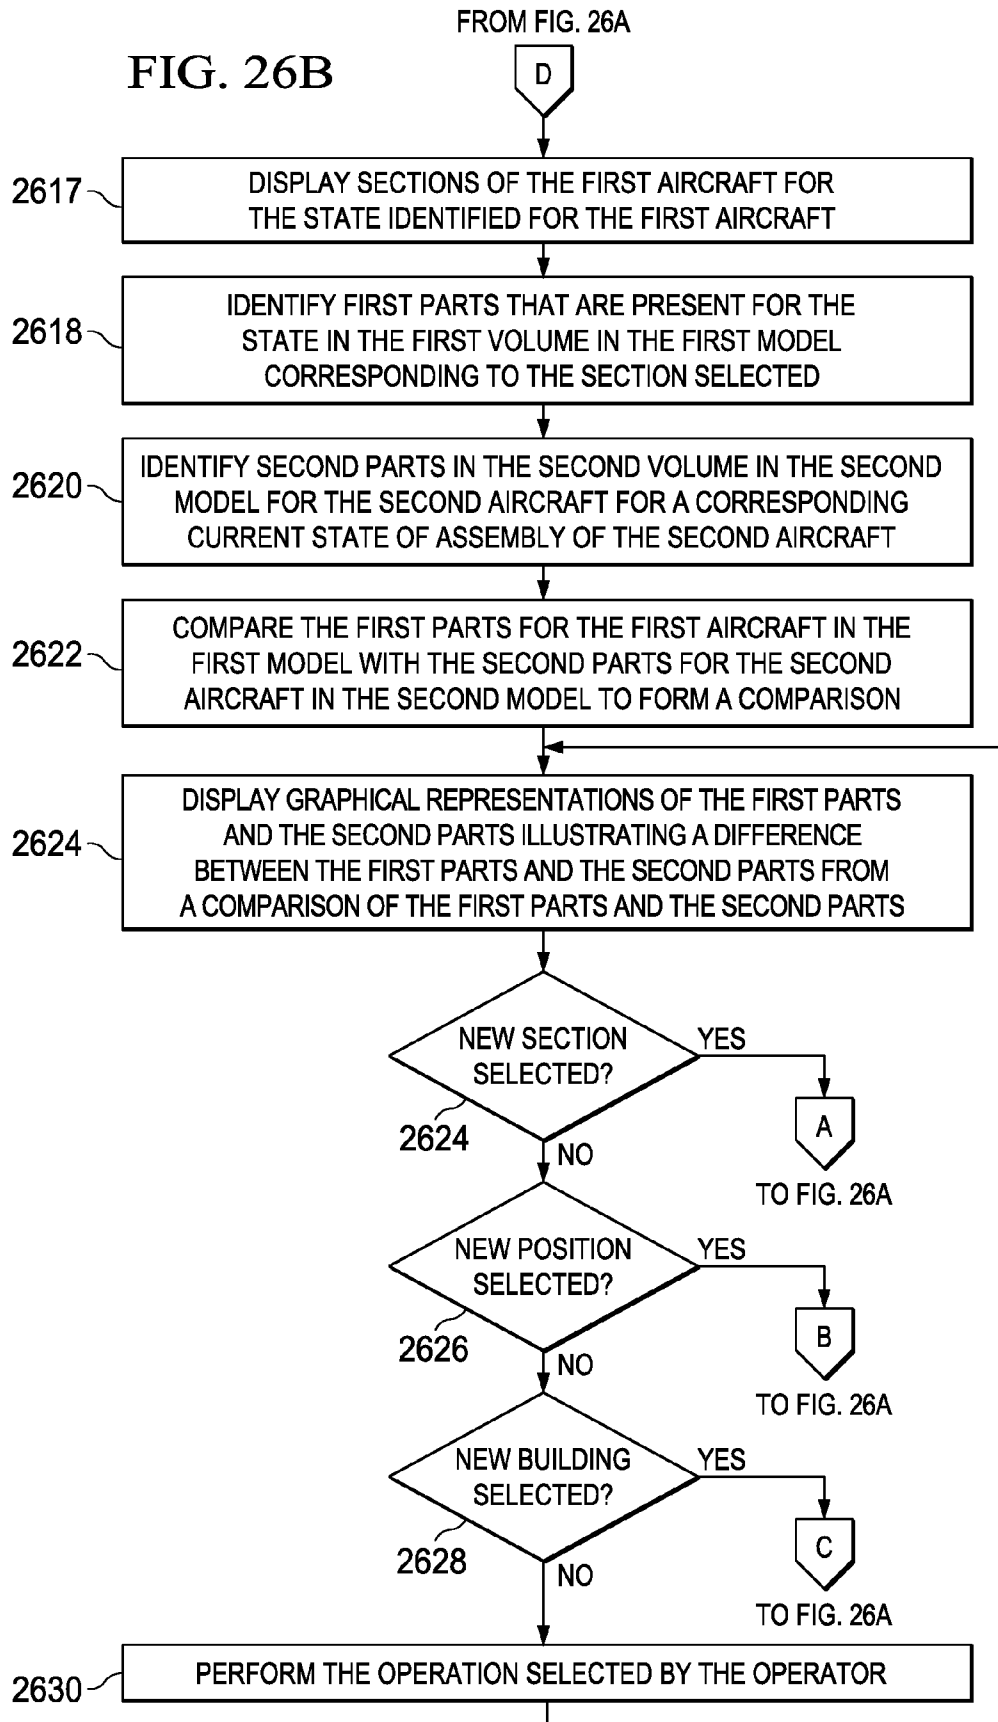 FROM FIG. 26A
FIG. 26B
D
2617
DISPLAY SECTIONS OF THE FIRST AIRCRAFT FOR
THE STATE IDENTIFIED FOR THE FIRST AIRCRAFT
2618
IDENTIFY FIRST PARTS THAT ARE PRESENT FOR THE
STATE IN THE FIRST VOLUME IN THE FIRST MODEL
CORRESPONDING TO THE SECTION SELECTED
2620
IDENTIFY SECOND PARTS IN THE SECOND VOLUME IN THE SECOND
MODEL FOR THE SECOND AIRCRAFT FOR A CORRESPONDING
CURRENT STATE OF ASSEMBLY OF THE SECOND AIRCRAFT
2622
COMPARE THE FIRST PARTS FOR THE FIRST AIRCRAFT IN THE
FIRST MODEL WITH THE SECOND PARTS FOR THE SECOND
AIRCRAFT IN THE SECOND MODEL TO FORM A COMPARISON
2624
DISPLAY GRAPHICAL REPRESENTATIONS OF THE FIRST PARTS
AND THE SECOND PARTS ILLUSTRATING A DIFFERENCE
BETWEEN THE FIRST PARTS AND THE SECOND PARTS FROM
A COMPARISON OF THE FIRST PARTS AND THE SECOND PARTS
NEW SECTION
SELECTED?
YES
2624
NO
A
TO FIG. 26A
NEW POSITION
SELECTED?
YES
2626
NO
B
TO FIG. 26A
NEW BUILDING
SELECTED?
YES
2628
NO
C
TO FIG. 26A
2630
PERFORM THE OPERATION SELECTED BY THE OPERATOR